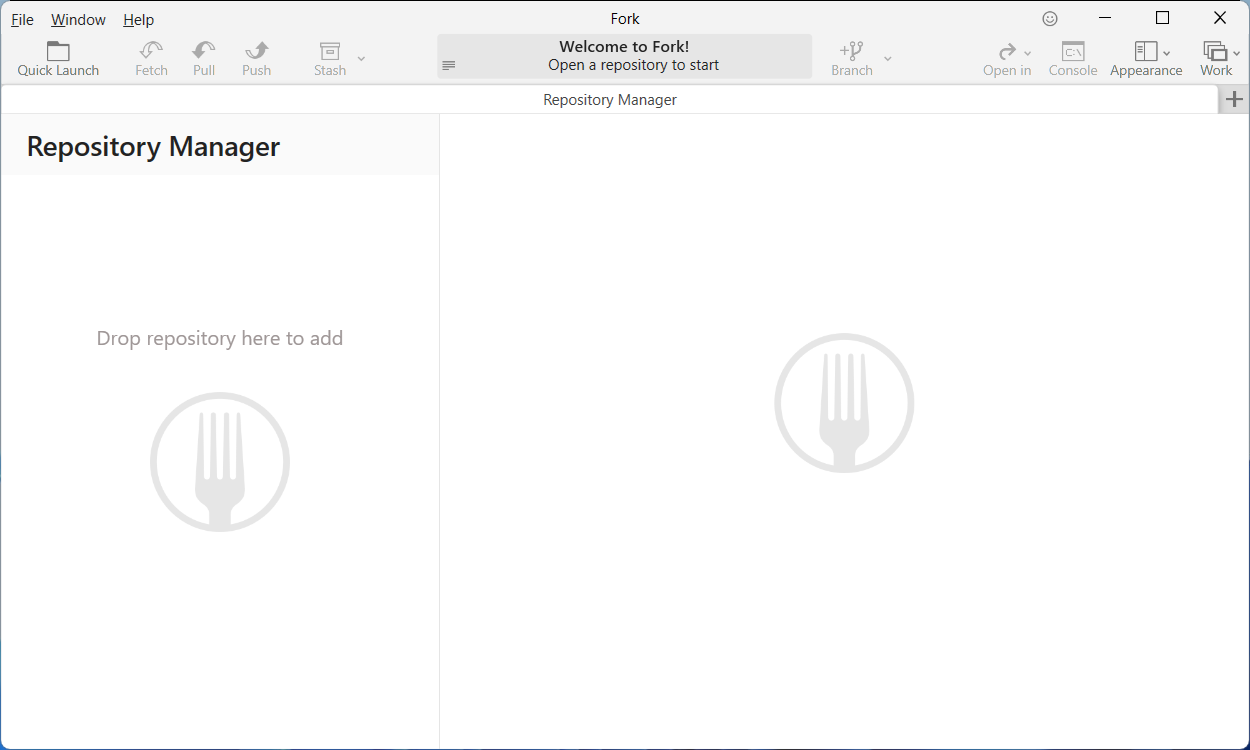 File Window Help Fork
Quick Launch Fetch Pull Push Stash
Welcome to Fork!
Open a repository to start
Branch Open in C:\ Console Appearance Work
Repository Manager
Repository Manager
Drop repository here to add